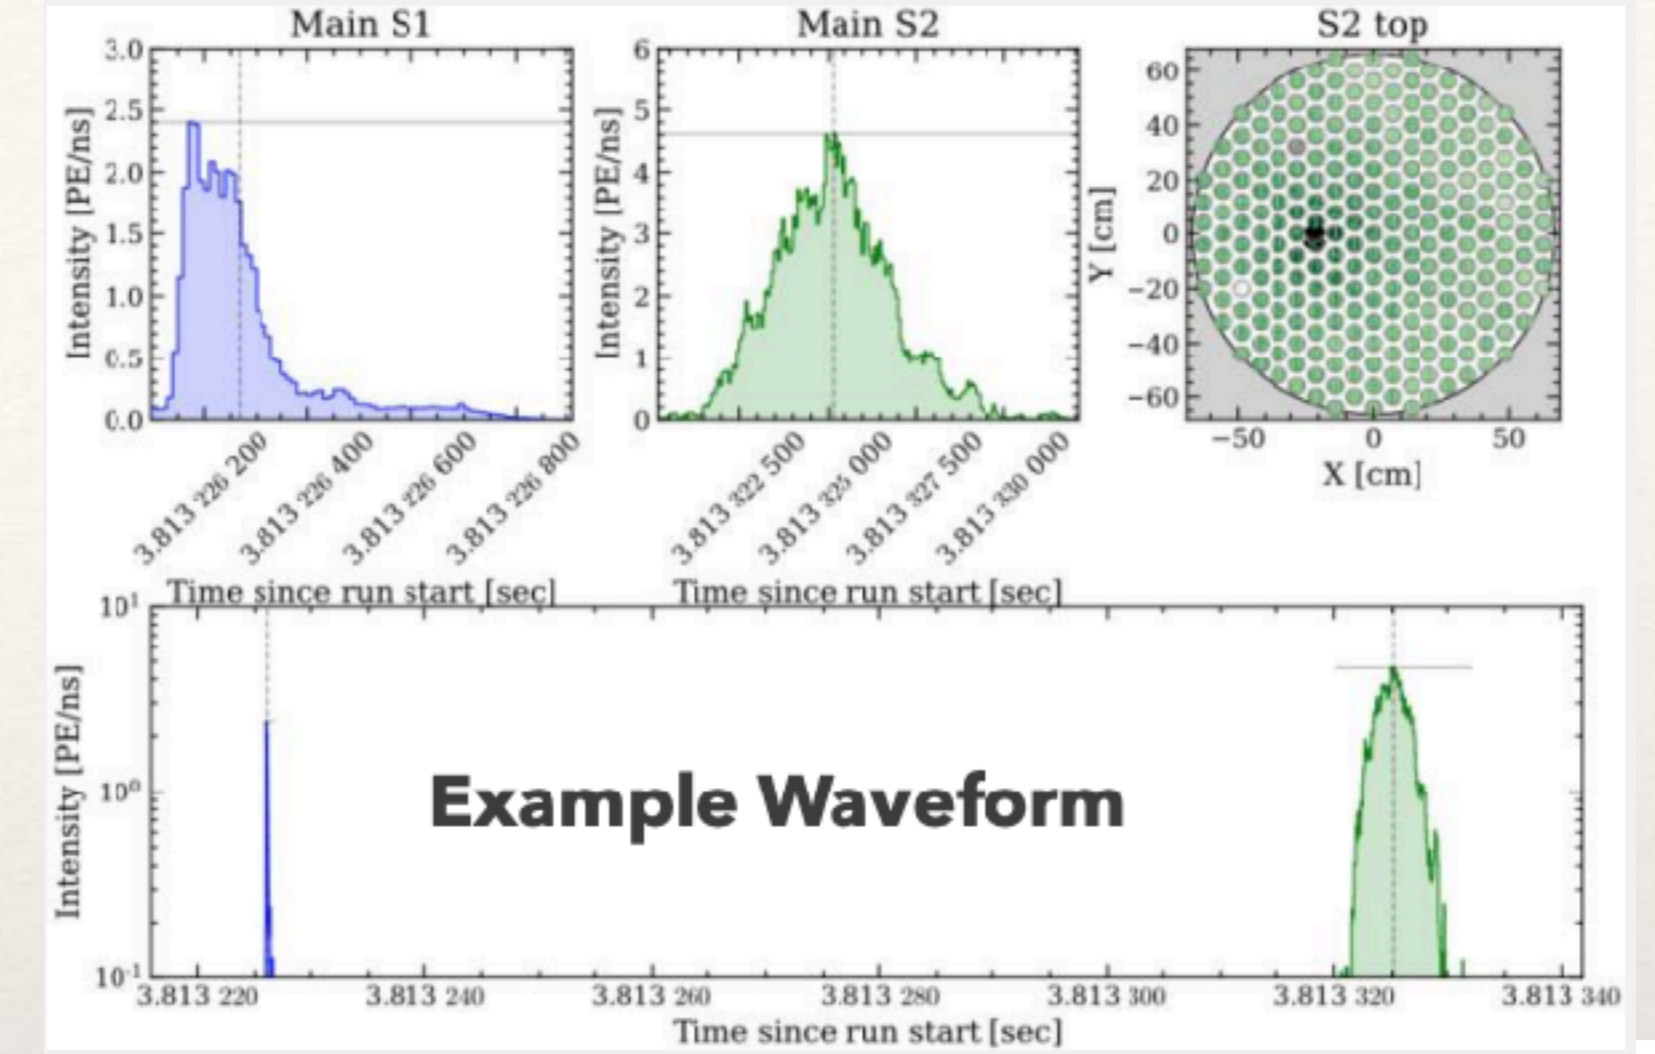 Main S1
Main S2
S2 top
Intensity [PE/ns]
3.0
2.5
2.0
1.5
1.0
0.5
0.0
3.813 226 200
3.813 226 400
3.813 226 600
3.813 226 800
Time since run start [sec]
Intensity [PE/ns]
6
5
4
3
2
1
0
3.813 322 500
3.813 325 000
3.813 327 500
3.813 330 000
Time since run start [sec]
Y [cm]
60
40
20
0
−20
−40
−60
−50
0
50
X [cm]
Intensity [PE/ns]
10¹
10⁰
10⁻¹
Example Waveform
3.813 220
3.813 240
3.813 260
3.813 280
3.813 300
3.813 320
3.813 340
Time since run start [sec]